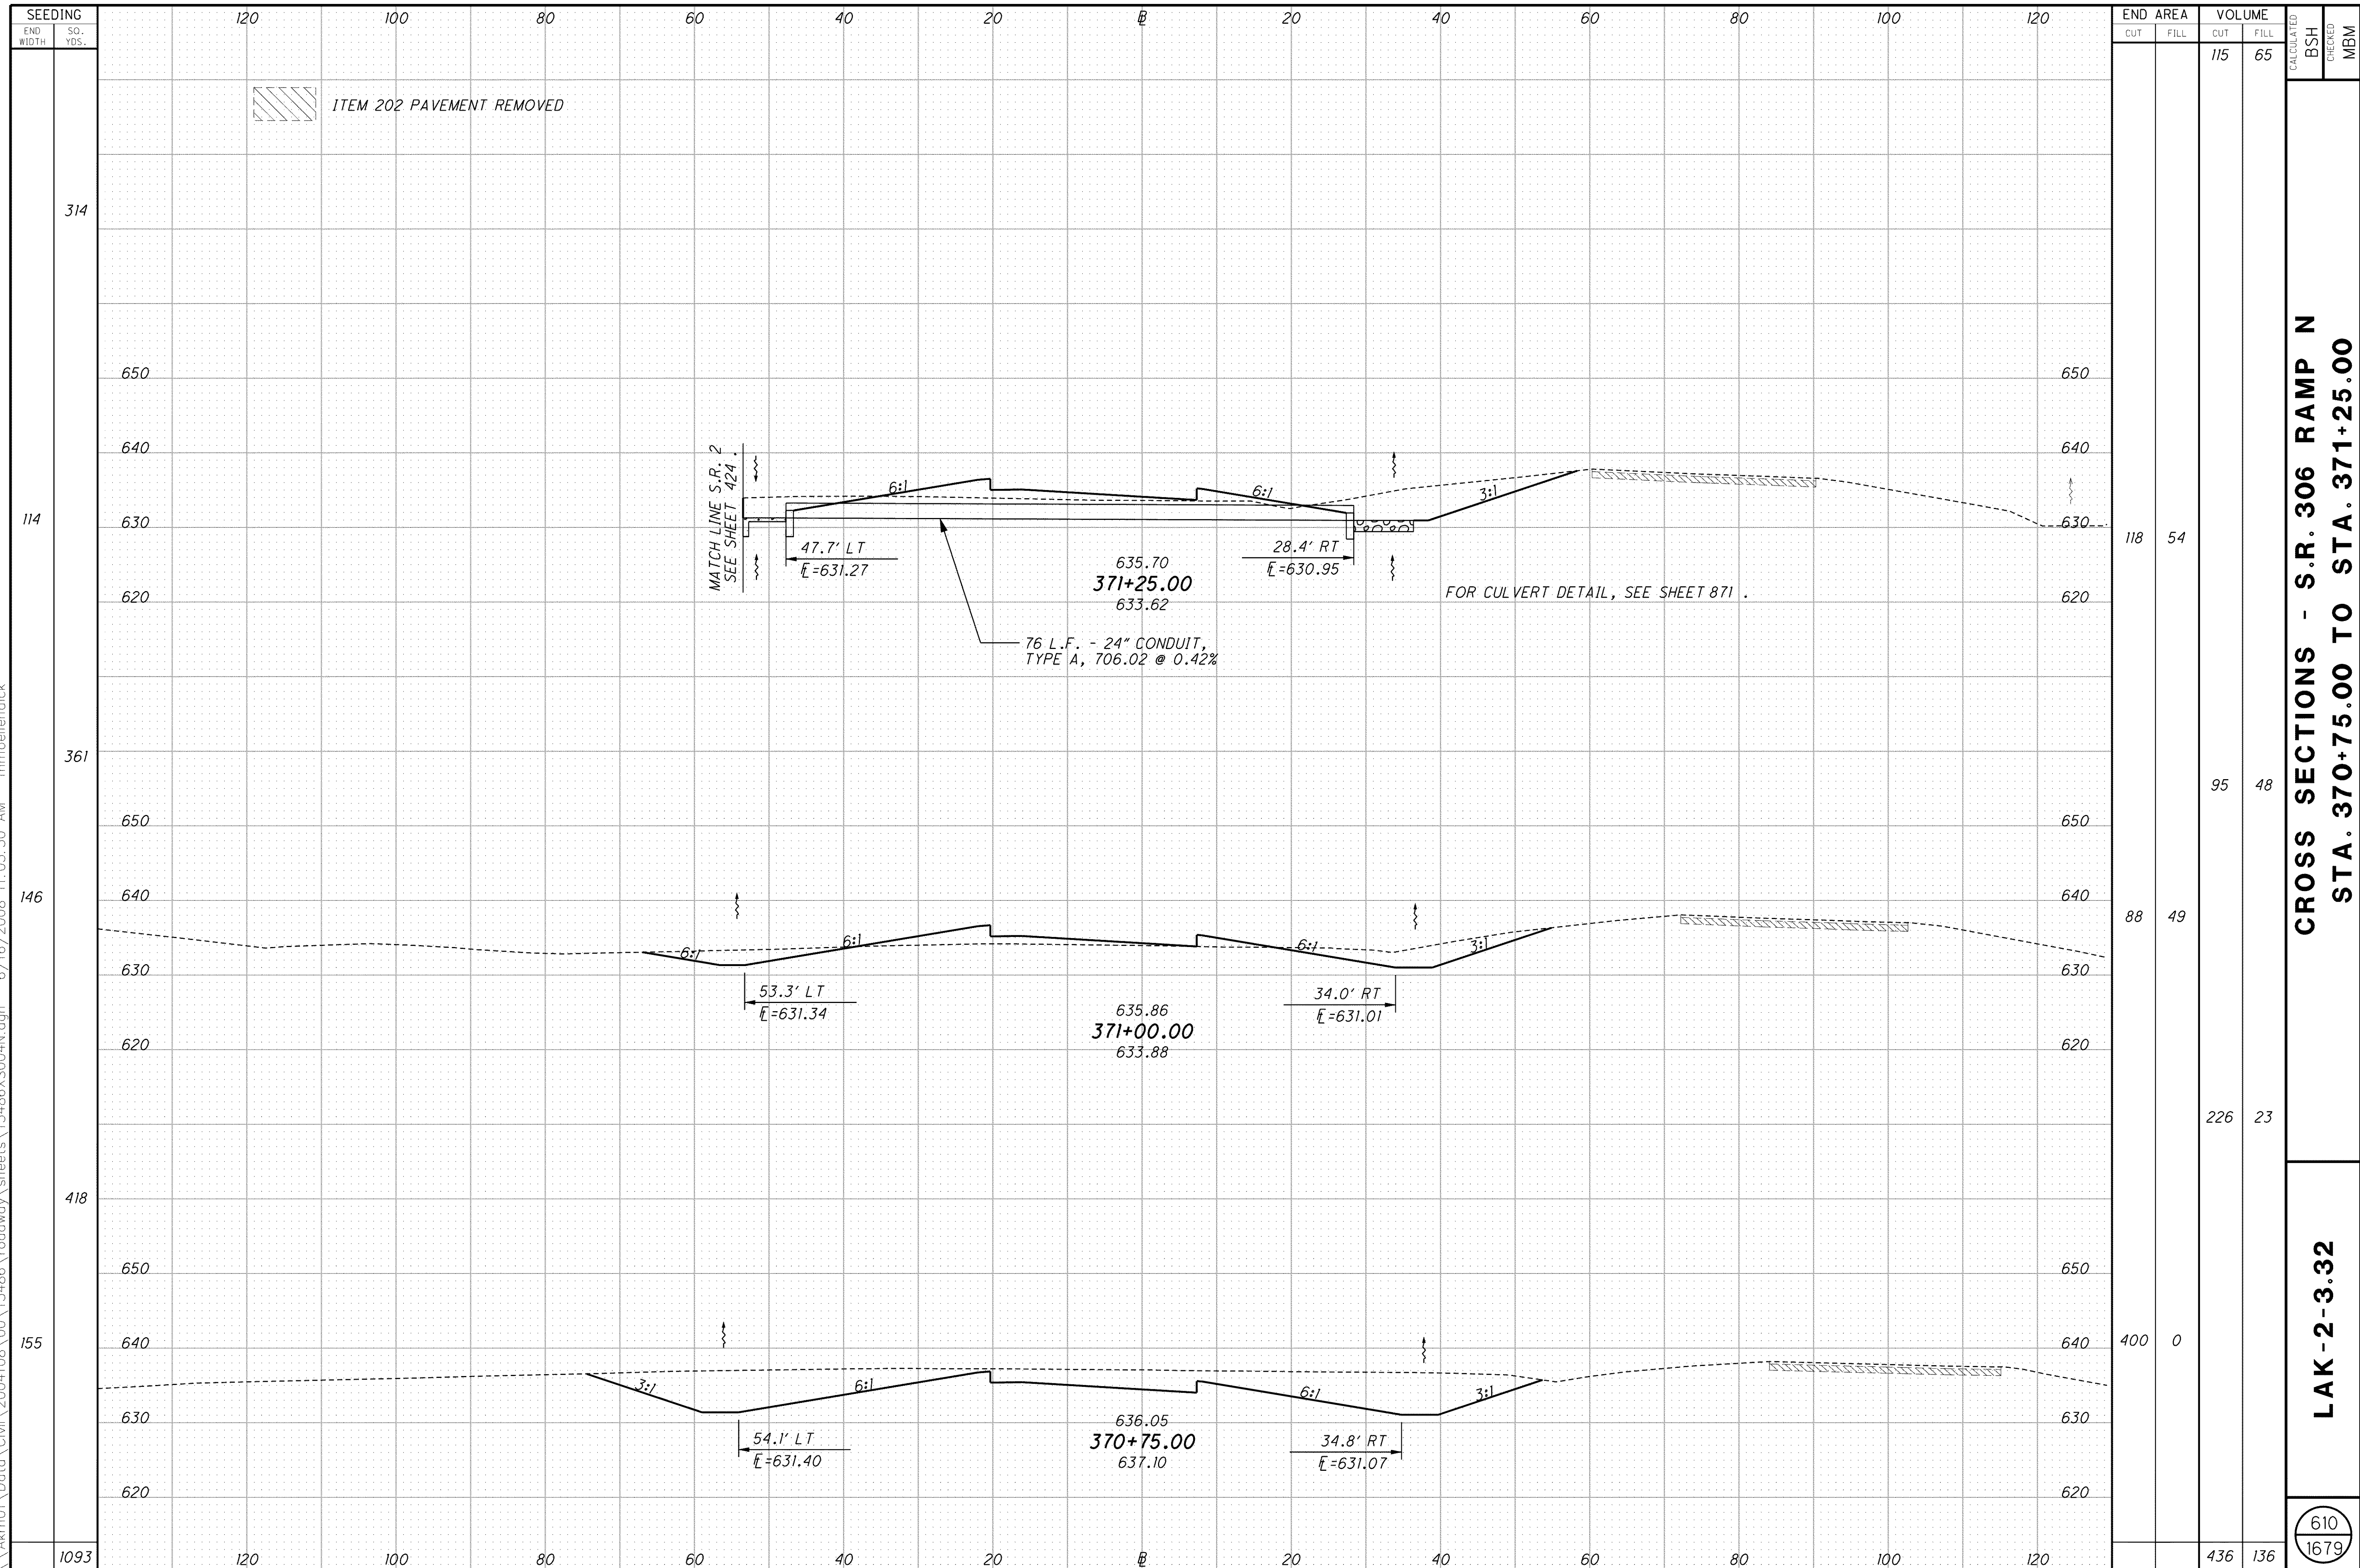 SEEDING
END WIDTH
SQ. YDS.
120 100 80 60 40 20 ℄ 20 40 60 80 100 120
END AREA
CUT FILL
VOLUME
CUT FILL
115 65
CALCULATED
BSH
CHECKED
MBM
ITEM 202 PAVEMENT REMOVED
314
650 650
640 640
MATCH LINE S.R. 2
SEE SHEET 424 .
6:1 6:1 3:1
114
630 630
118 54
47.7' LT
℄=631.27
28.4' RT
℄=630.95
635.70
371+25.00
633.62
FOR CULVERT DETAIL, SEE SHEET 871 .
620 620
76 L.F. - 24" CONDUIT,
TYPE A, 706.02 @ 0.42%
361
95 48
650 650
146
640 640
88 49
6:1 6:1 6:1 3:1
630 630
53.3' LT
℄=631.34
34.0' RT
℄=631.01
635.86
371+00.00
633.88
620 620
226 23
418
650 650
155
640 640
400 0
3:1 6:1 6:1 3:1
630 630
54.1' LT
℄=631.40
34.8' RT
℄=631.07
636.05
370+75.00
637.10
620 620
1093
120 100 80 60 40 20 ℄ 20 40 60 80 100 120
436 136
CROSS SECTIONS - S.R. 306 RAMP N
STA. 370+75.00 TO STA. 371+25.00
LAK-2-3.32
610
1679